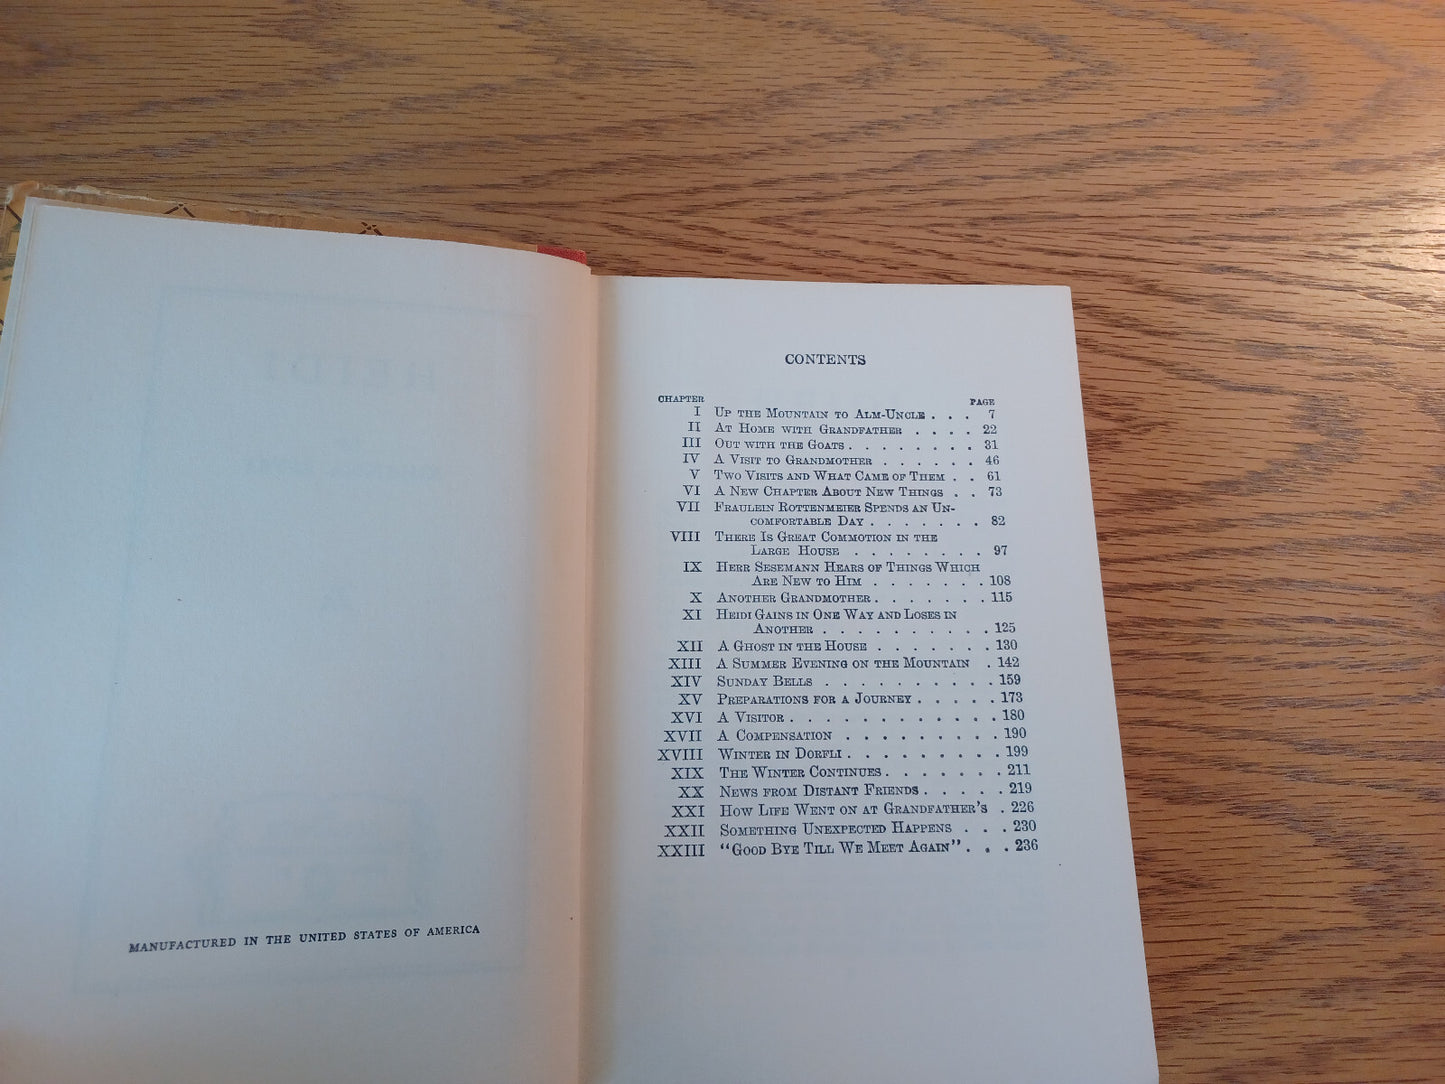 MANUFACTURED IN THE UNITED STATES OF AMERICA
CONTENTS
CHAPTER PAGE
I UP THE MOUNTAIN TO ALM-UNCLE . . . 7
II AT HOME WITH GRANDFATHER . . . . 22
III OUT WITH THE GOATS . . . . . . . . 31
IV A VISIT TO GRANDMOTHER . . . . . . 46
V TWO VISITS AND WHAT CAME OF THEM . . 61
VI A NEW CHAPTER ABOUT NEW THINGS . . 73
VII FRAULEIN ROTTENMEIER SPENDS AN UN-
COMFORTABLE DAY . . . . . . . 82
VIII THERE IS GREAT COMMOTION IN THE
LARGE HOUSE . . . . . . . . 97
IX HERR SESEMANN HEARS OF THINGS WHICH
ARE NEW TO HIM . . . . . . . 108
X ANOTHER GRANDMOTHER . . . . . . . 115
XI HEIDI GAINS IN ONE WAY AND LOSES IN
ANOTHER . . . . . . . . . . 125
XII A GHOST IN THE HOUSE . . . . . . . 130
XIII A SUMMER EVENING ON THE MOUNTAIN . 142
XIV SUNDAY BELLS . . . . . . . . . . 159
XV PREPARATIONS FOR A JOURNEY . . . . . 173
XVI A VISITOR . . . . . . . . . . . . 180
XVII A COMPENSATION . . . . . . . . . 190
XVIII WINTER IN DORFLI . . . . . . . . . 199
XIX THE WINTER CONTINUES . . . . . . . 211
XX NEWS FROM DISTANT FRIENDS . . . . . 219
XXI HOW LIFE WENT ON AT GRANDFATHER'S . 226
XXII SOMETHING UNEXPECTED HAPPENS . . . 230
XXIII "GOOD BYE TILL WE MEET AGAIN" . . . 236